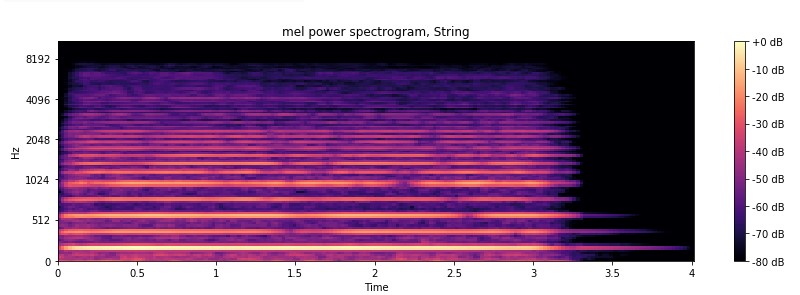 mel power spectrogram, String
Hz
8192
4096
2048
1024
512
0
0 0.5 1 1.5 2 2.5 3 3.5 4
Time
+0 dB
-10 dB
-20 dB
-30 dB
-40 dB
-50 dB
-60 dB
-70 dB
-80 dB